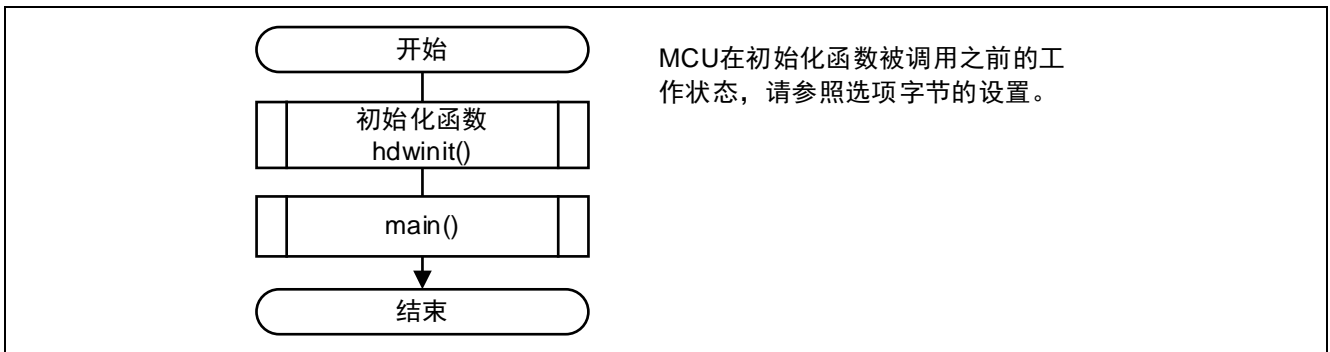 开始
初始化函数
hdwinit()
main()
结束
MCU在初始化函数被调用之前的工
作状态，请参照选项字节的设置。